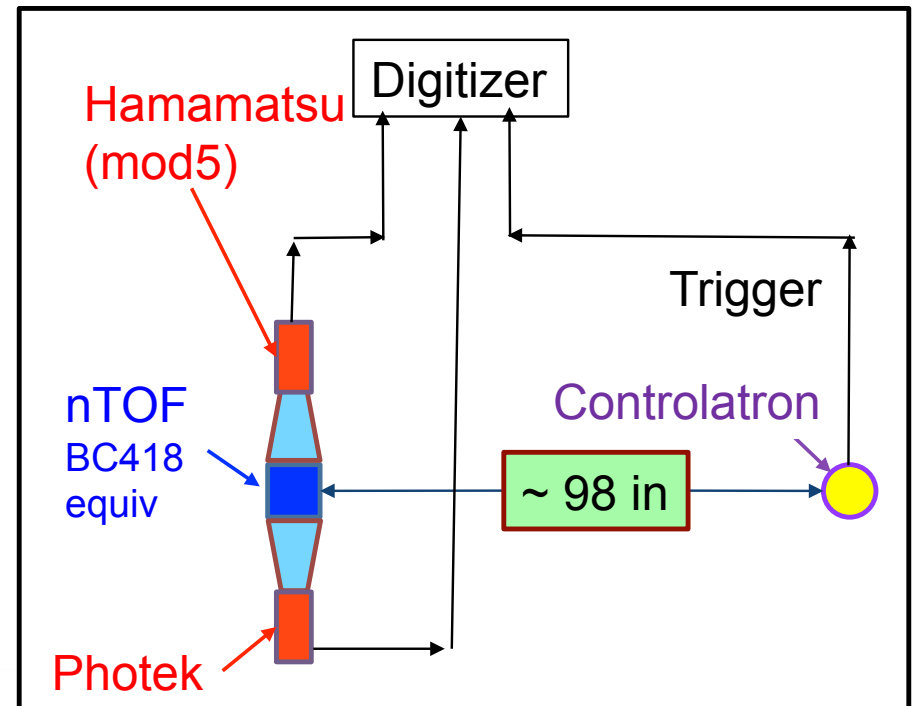 Digitizer
Hamamatsu
(mod5)
Trigger
nTOF
BC418
equiv
Controlatron
~ 98 in
Photek